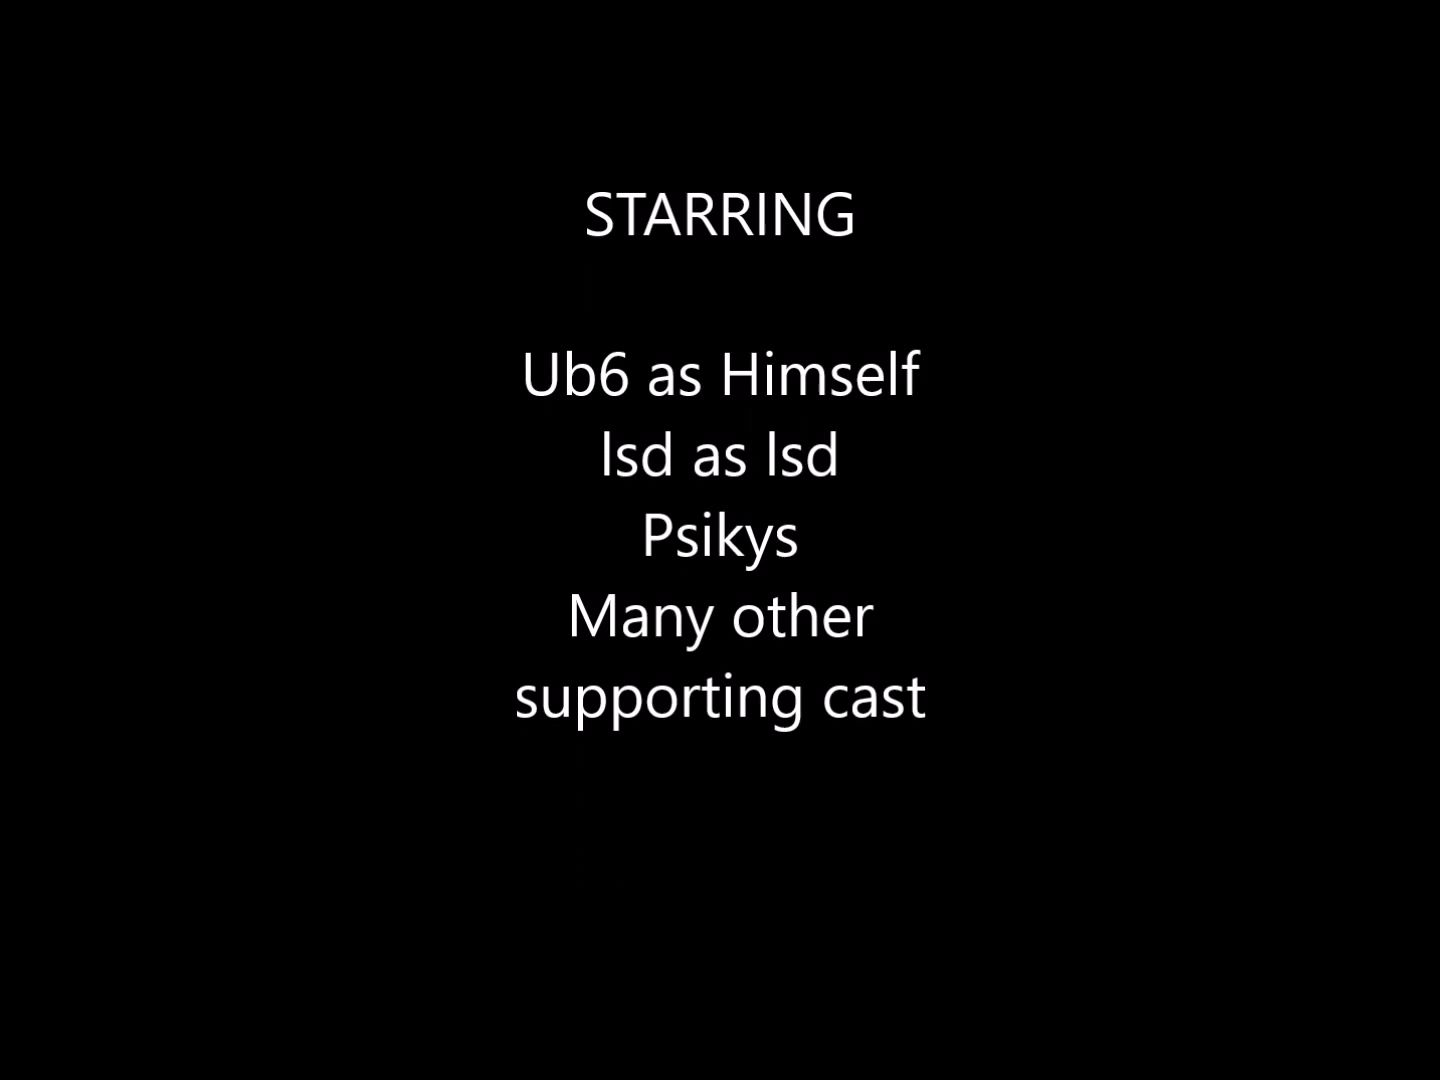 STARRING
Ub6 as Himself
lsd as lsd
Psikys
Many other
supporting cast